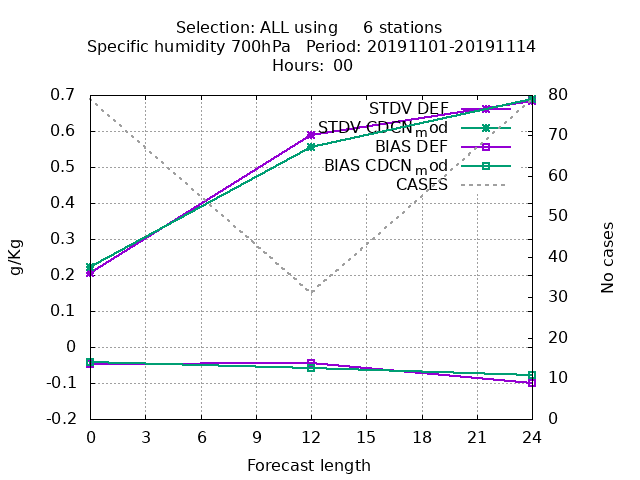 Selection: ALL using     6 stations
Specific humidity 700hPa   Period: 20191101-20191114
Hours:  00
g/Kg
No cases
0.7
0.6
0.5
0.4
0.3
0.2
0.1
0
-0.1
-0.2
80
70
60
50
40
30
20
10
0
STDV DEF
STDV CDCNmod
BIAS DEF
BIAS CDCNmod
CASES
0 3 6 9 12 15 18 21 24
Forecast length